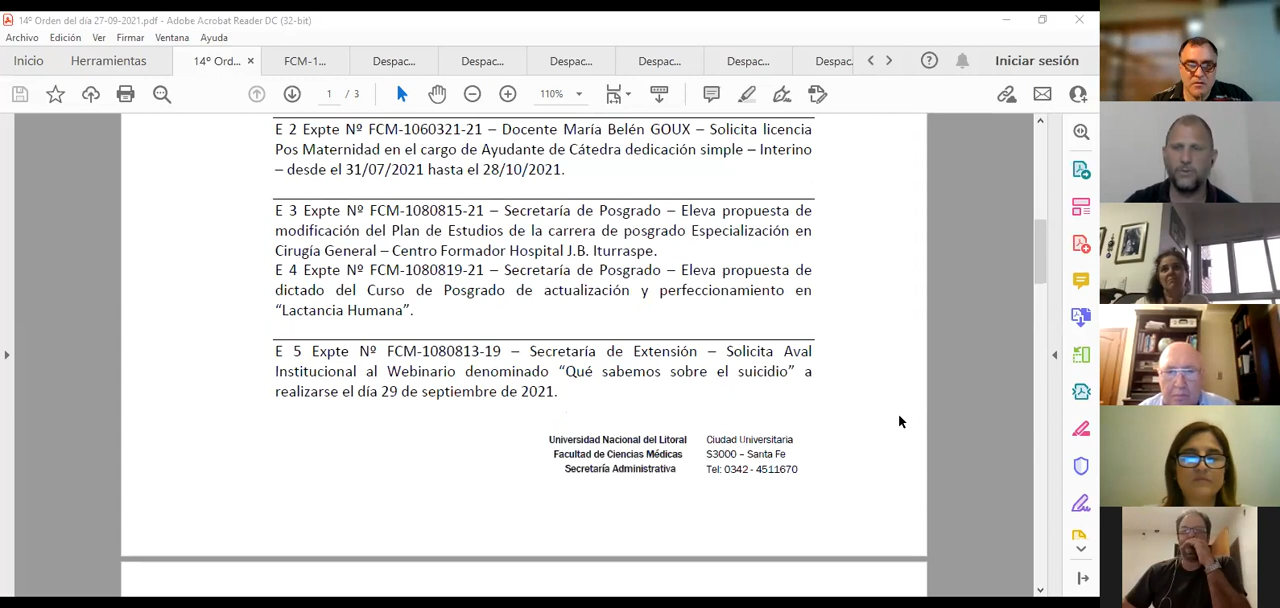 14º Orden del día 27-09-2021.pdf - Adobe Acrobat Reader DC (32-bit)
Archivo Edición Ver Firmar Ventana Ayuda
Inicio Herramientas 14º Ord... × FCM-1... Despac... Despac... Despac... Despac... Despac... Despac. Iniciar sesión
1 / 3 110%
E 2 Expte Nº FCM-1060321-21 – Docente María Belén GOUX – Solicita licencia
Pos Maternidad en el cargo de Ayudante de Cátedra dedicación simple – Interino
– desde el 31/07/2021 hasta el 28/10/2021.
E 3 Expte Nº FCM-1080815-21 – Secretaría de Posgrado – Eleva propuesta de
modificación del Plan de Estudios de la carrera de posgrado Especialización en
Cirugía General – Centro Formador Hospital J.B. Iturraspe.
E 4 Expte Nº FCM-1080819-21 – Secretaría de Posgrado – Eleva propuesta de
dictado del Curso de Posgrado de actualización y perfeccionamiento en
“Lactancia Humana”.
E 5 Expte Nº FCM-1080813-19 – Secretaría de Extensión – Solicita Aval
Institucional al Webinario denominado “Qué sabemos sobre el suicidio” a
realizarse el día 29 de septiembre de 2021.
Universidad Nacional del Litoral Ciudad Universitaria
Facultad de Ciencias Médicas S3000 – Santa Fe
Secretaría Administrativa Tel: 0342 - 4511670